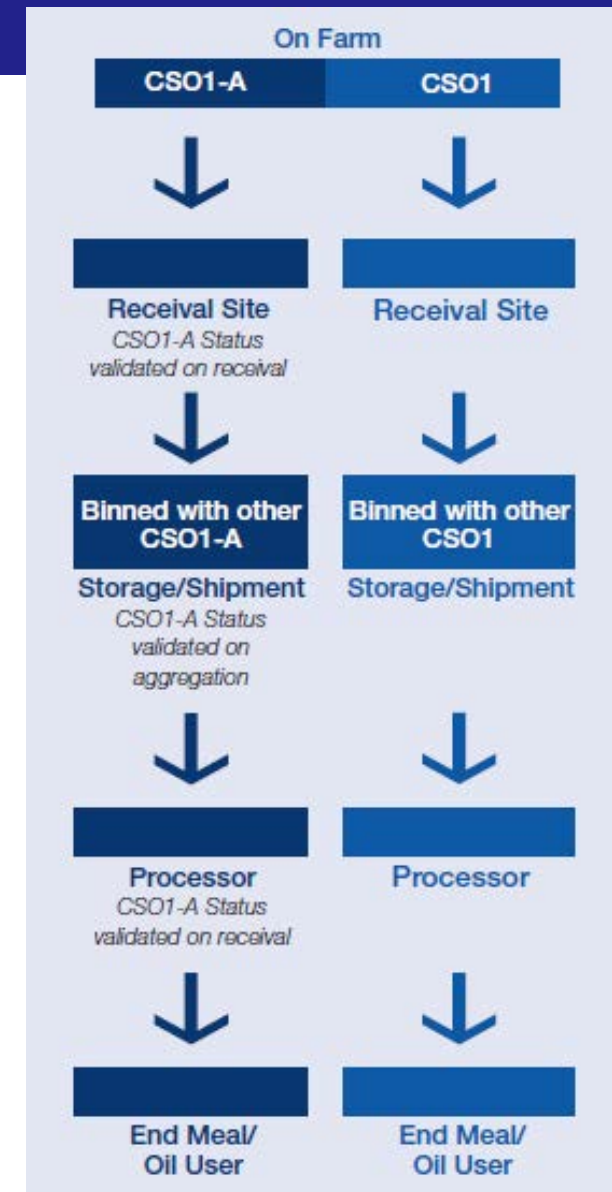 On Farm
CSO1-A
CSO1
Receival Site
CSO1-A Status
validated on receival
Receival Site
Binned with other
CSO1-A
Binned with other
CSO1
Storage/Shipment
CSO1-A Status
validated on
aggregation
Storage/Shipment
Processor
CSO1-A Status
validated on receival
Processor
End Meal/
Oil User
End Meal/
Oil User